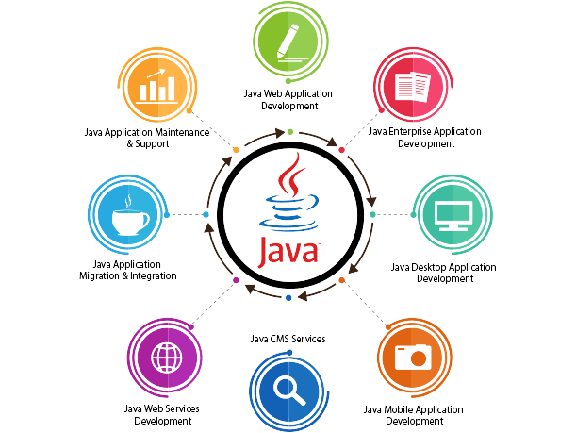 Java Web Application
Development
Java Application Maintenance
& Support
Java Enterprise Application
Development
Java
Java Application
Migration & Integration
Java Desktop Application
Development
Java CMS Services
Java Web Services
Development
Java Mobile Application
Development